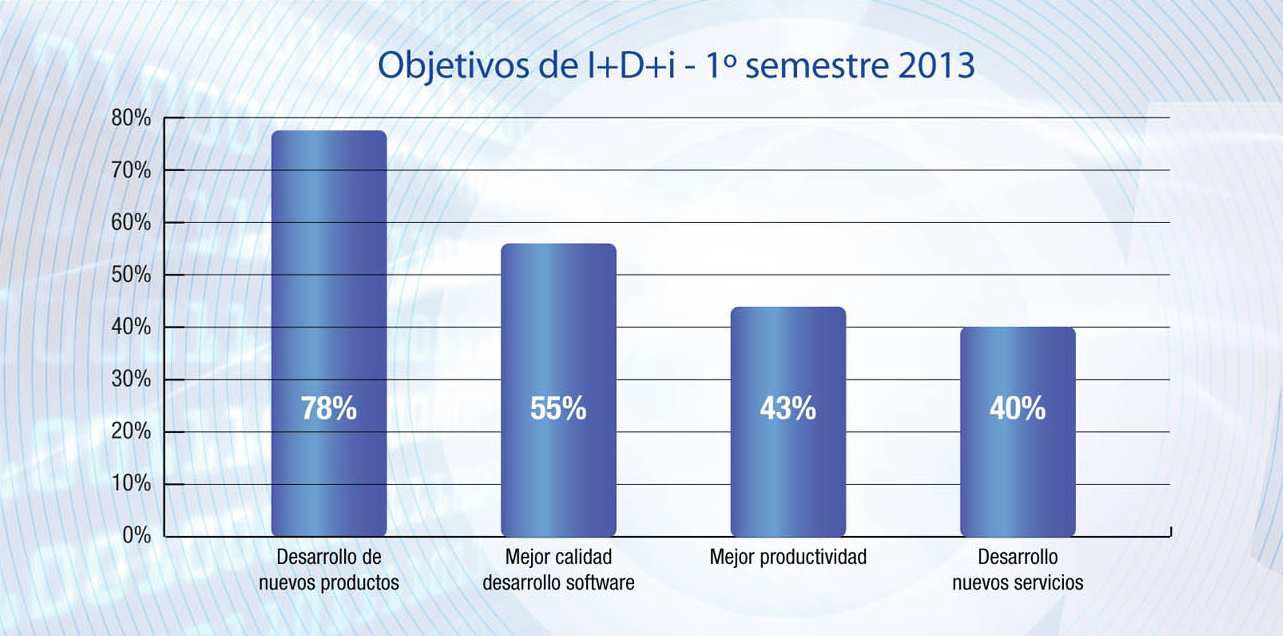 Objetivos de I+D+i - 1º semestre 2013
80%
70%
60%
50%
40%
30%
20%
10%
0%
78%
55%
43%
40%
Desarrollo de
nuevos productos
Mejor calidad
desarrollo software
Mejor productividad
Desarrollo
nuevos servicios